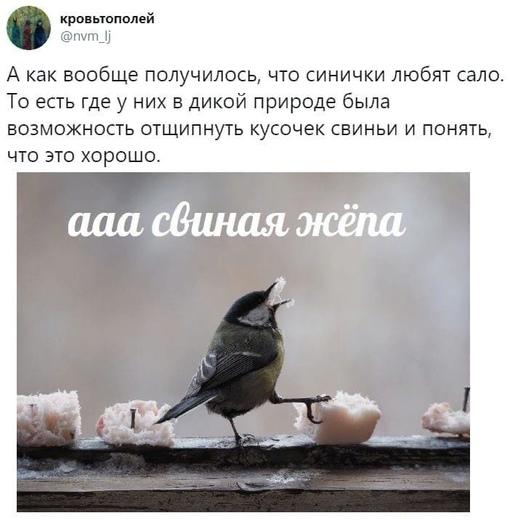 кровьтополей
@nvm_lj
А как вообще получилось, что синички любят сало.
То есть где у них в дикой природе была
возможность отщипнуть кусочек свиньи и понять,
что это хорошо.
ааа свиная жёпа